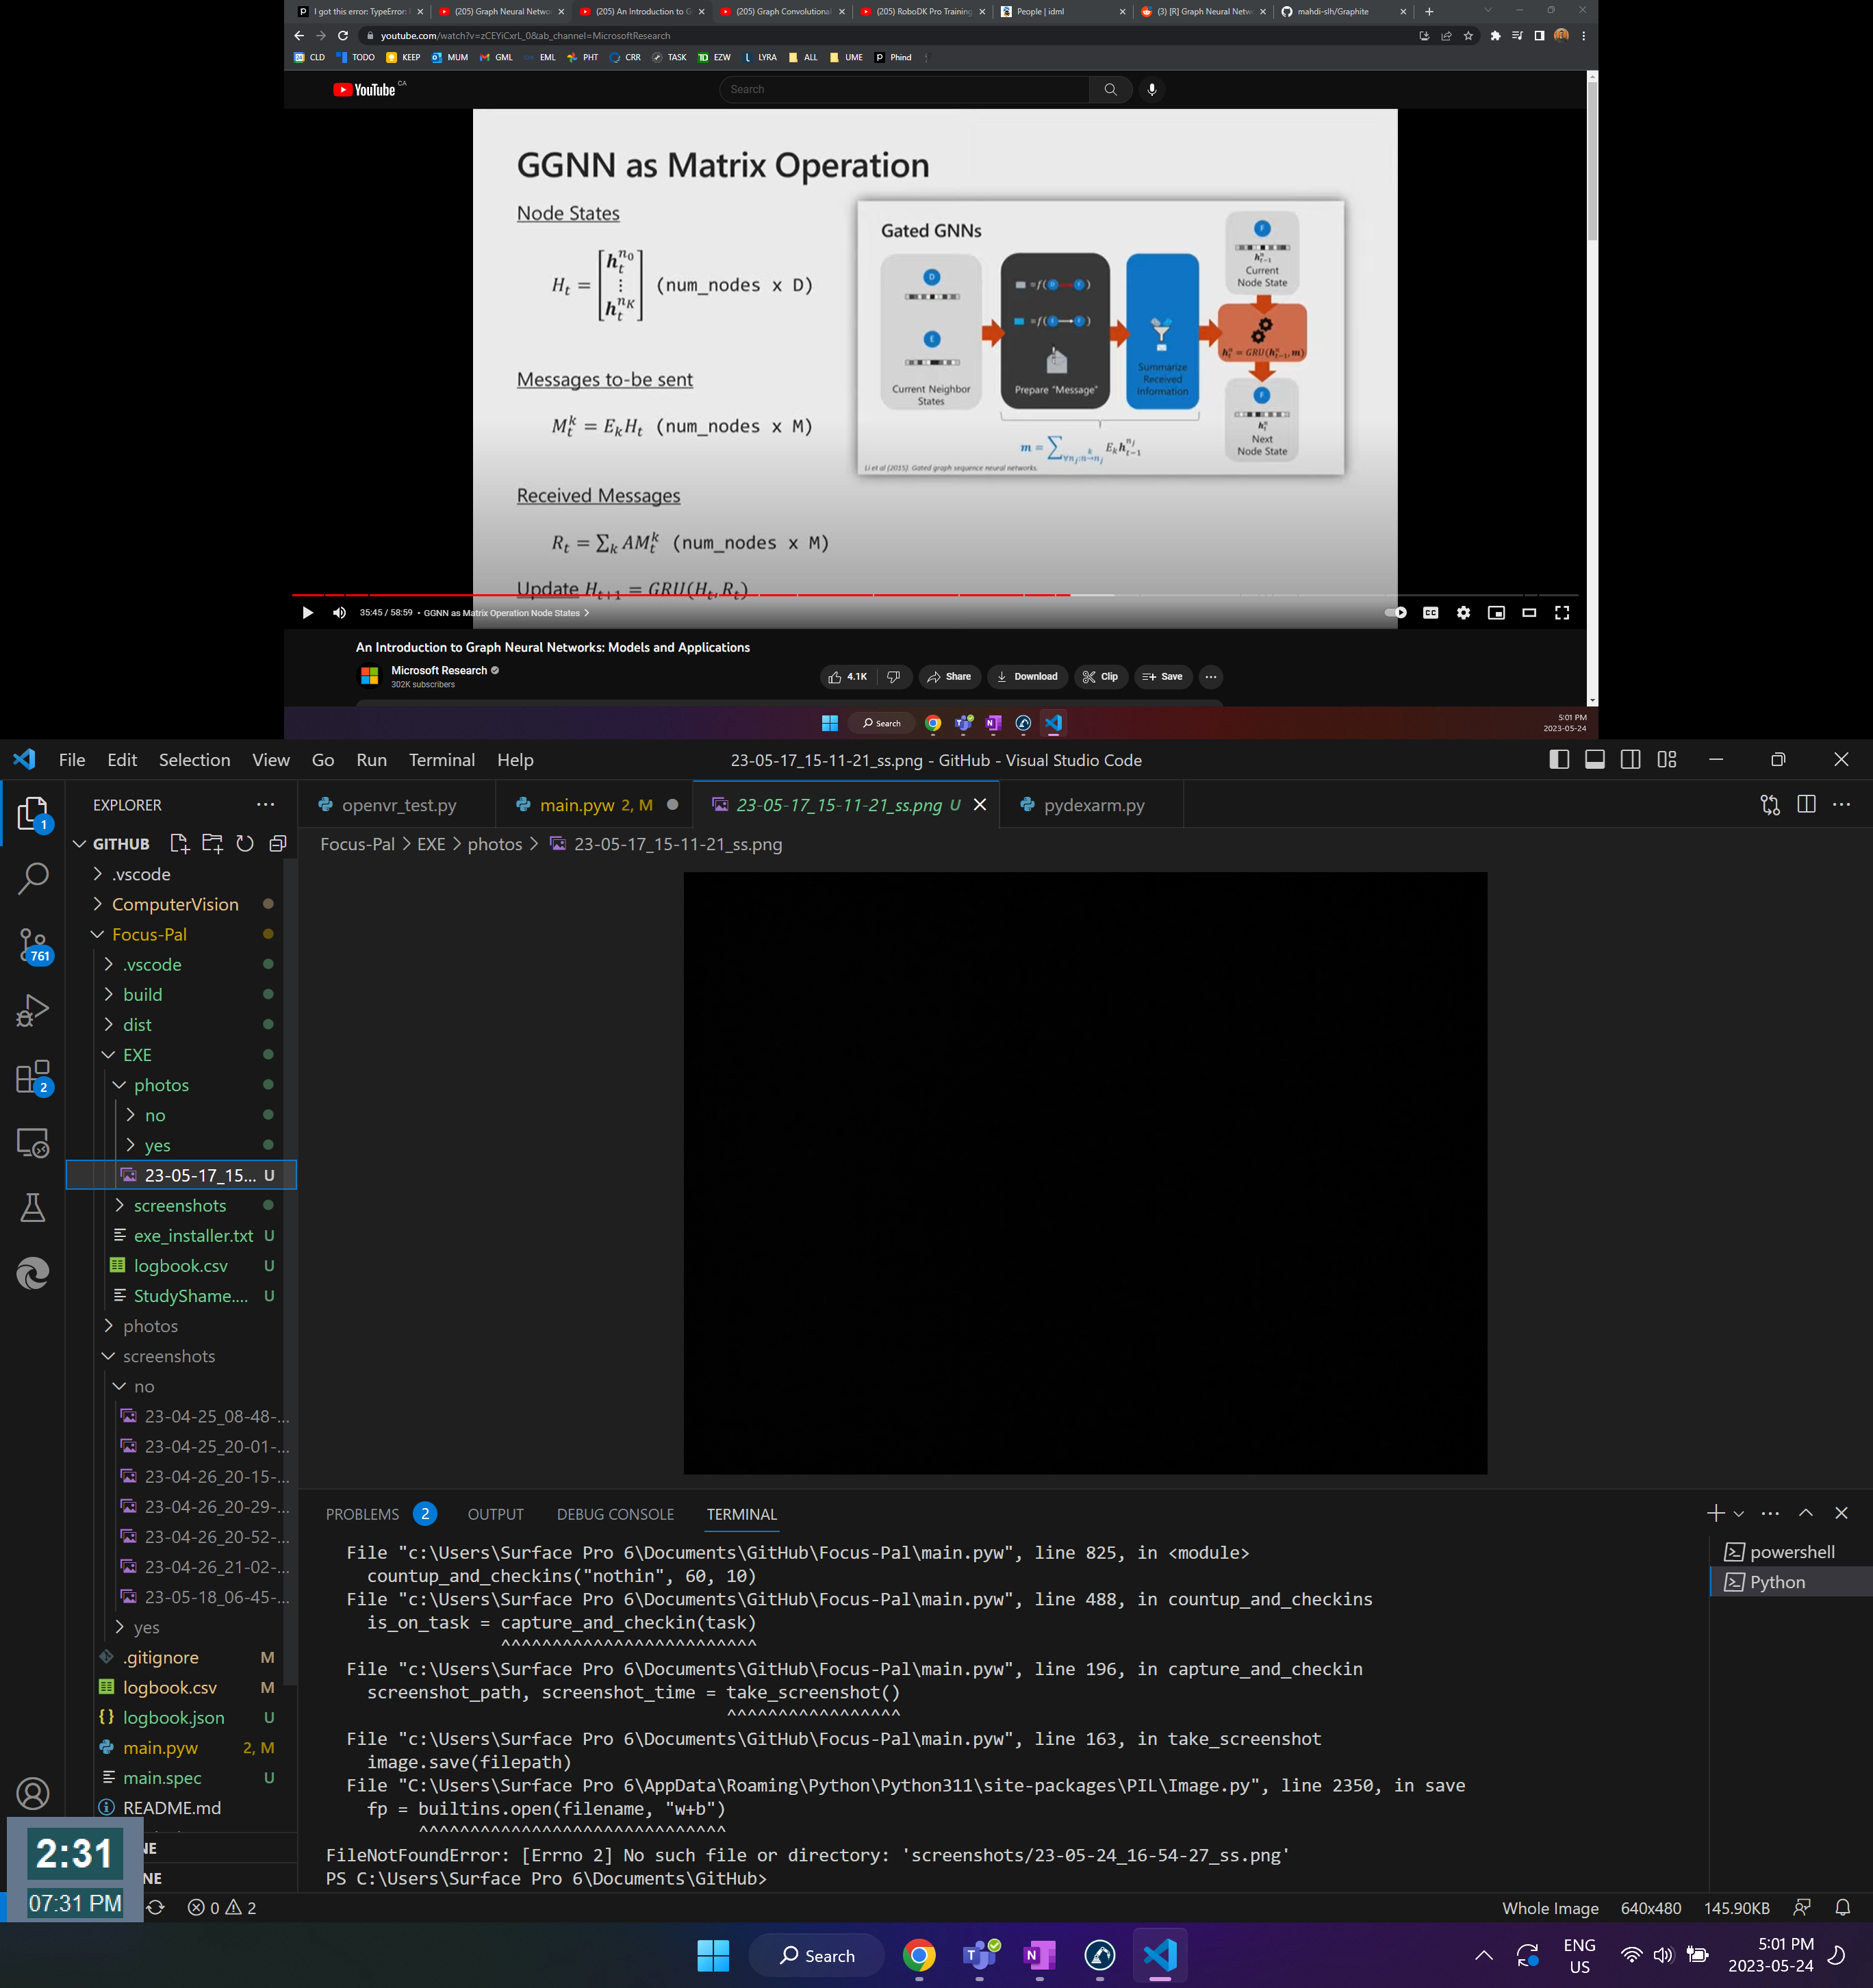 I got this error: TypeError:
(205) Graph Neural Netwo
(205) An Introduction to G
(205) Graph Convolutional
(205) RoboDK Pro Training
People | idml
(3) [R] Graph Neural Netw
mahdi-slh/Graphite
youtube.com/watch?v=zCEYiCxrL_0&ab_channel=MicrosoftResearch
CLD TODO KEEP MUM GML EML PHT CRR TASK EZW LYRA ALL UME Phind
YouTube CA
Search
GGNN as Matrix Operation
Node States
H_t = [h_t^{n_0} ⋮ h_t^{n_K}] (num_nodes x D)
Messages to-be sent
M_t^k = E_k H_t (num_nodes x M)
Received Messages
R_t = ∑_k AM_t^k (num_nodes x M)
Update H_{t+1} = GRU(H_t, R_t)
Gated GNNs
D
E
Current Neighbor
States
=f( )
=f( )
Prepare "Message"
Summarize
Received
Information
F
h_{t-1}^n
Current
Node State
h_t^n = GRU(h_{t-1}^n, m)
F
h_t^n
Next
Node State
m = ∑_{∀n_j: n→^k n_j} E_k h_{t-1}^{n_j}
Li et al (2015). Gated graph sequence neural networks.
35:45 / 58:59 • GGNN as Matrix Operation Node States >
An Introduction to Graph Neural Networks: Models and Applications
Microsoft Research
302K subscribers
4.1K Share Download Clip Save
Search
5:01 PM
2023-05-24
File Edit Selection View Go Run Terminal Help
23-05-17_15-11-21_ss.png - GitHub - Visual Studio Code
EXPLORER
openvr_test.py
main.pyw 2, M
23-05-17_15-11-21_ss.png U
pydexarm.py
Focus-Pal > EXE > photos > 23-05-17_15-11-21_ss.png
1
761
2
GITHUB
.vscode
ComputerVision
Focus-Pal
.vscode
build
dist
EXE
photos
no
yes
23-05-17_15... U
screenshots
exe_installer.txt U
logbook.csv U
StudyShame.... U
photos
screenshots
no
23-04-25_08-48-...
23-04-25_20-01-...
23-04-26_20-15-...
23-04-26_20-29-...
23-04-26_20-52-...
23-04-26_21-02-...
23-05-18_06-45-...
yes
.gitignore M
logbook.csv M
logbook.json U
main.pyw 2, M
main.spec U
README.md
NE
NE
2:31
07:31 PM
PROBLEMS 2 OUTPUT DEBUG CONSOLE TERMINAL
powershell
Python
File "c:\Users\Surface Pro 6\Documents\GitHub\Focus-Pal\main.pyw", line 825, in <module>
countup_and_checkins("nothin", 60, 10)
File "c:\Users\Surface Pro 6\Documents\GitHub\Focus-Pal\main.pyw", line 488, in countup_and_checkins
is_on_task = capture_and_checkin(task)
^^^^^^^^^^^^^^^^^^^^^^^^^
File "c:\Users\Surface Pro 6\Documents\GitHub\Focus-Pal\main.pyw", line 196, in capture_and_checkin
screenshot_path, screenshot_time = take_screenshot()
^^^^^^^^^^^^^^^^^
File "c:\Users\Surface Pro 6\Documents\GitHub\Focus-Pal\main.pyw", line 163, in take_screenshot
image.save(filepath)
File "C:\Users\Surface Pro 6\AppData\Roaming\Python\Python311\site-packages\PIL\Image.py", line 2350, in save
fp = builtins.open(filename, "w+b")
^^^^^^^^^^^^^^^^^^^^^^^^^^^^^^
FileNotFoundError: [Errno 2] No such file or directory: 'screenshots/23-05-24_16-54-27_ss.png'
PS C:\Users\Surface Pro 6\Documents\GitHub>
0 2
Whole Image 640x480 145.90KB
Search
ENG
US
5:01 PM
2023-05-24